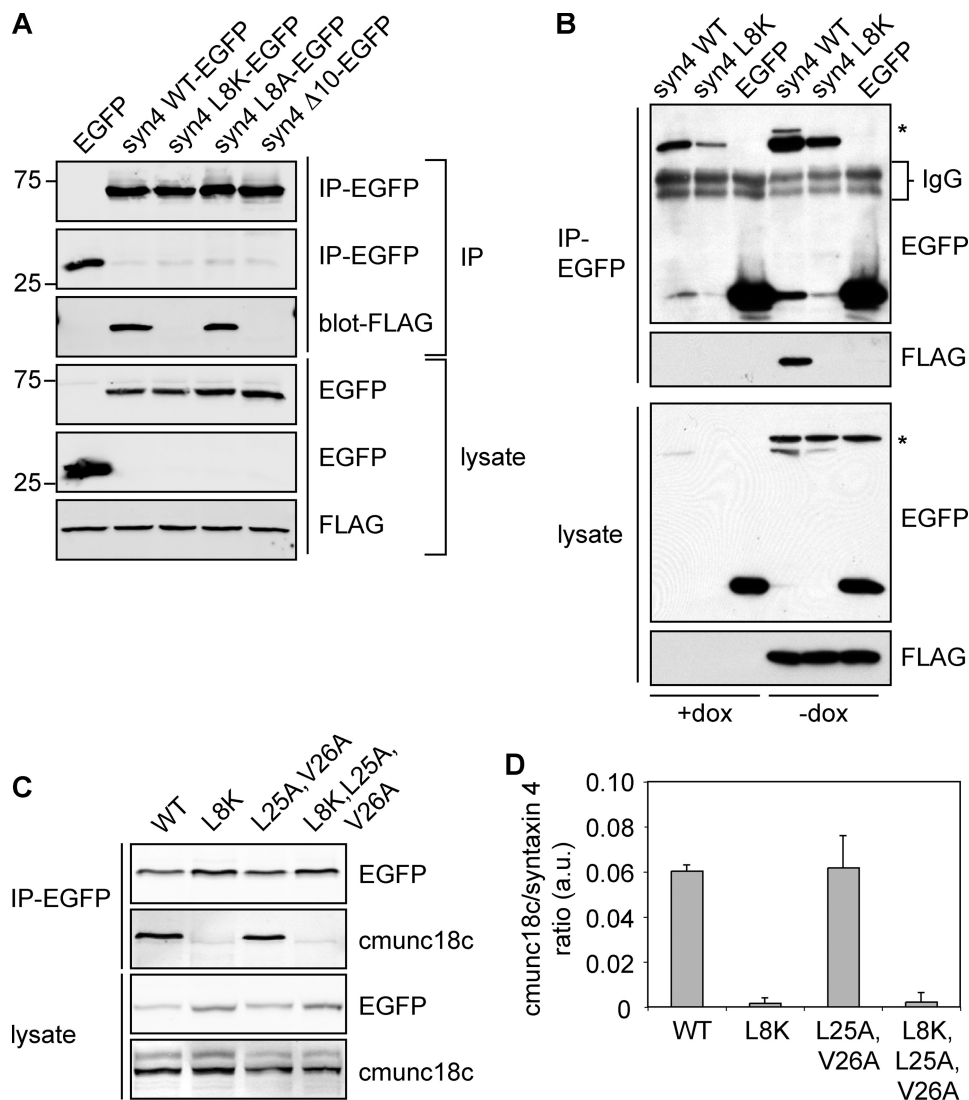 A
EGFP
syn4 WT-EGFP
syn4 L8K-EGFP
syn4 L8A-EGFP
syn4 Δ10-EGFP
75
IP-EGFP
IP-EGFP
25
blot-FLAG
IP
75
EGFP
EGFP
25
FLAG
lysate
B
syn4 WT
syn4 L8K
EGFP
syn4 WT
syn4 L8K
EGFP
*
IgG
IP-
EGFP
EGFP
FLAG
*
EGFP
lysate
FLAG
+dox
-dox
C
WT
L8K
L25A, V26A
L8K,L25A,
V26A
IP-EGFP
EGFP
cmunc18c
lysate
EGFP
cmunc18c
D
cmunc18c/syntaxin 4
ratio (a.u.)
0.10
0.08
0.06
0.04
0.02
0
WT
L8K
L25A,
V26A
L8K,
L25A,
V26A